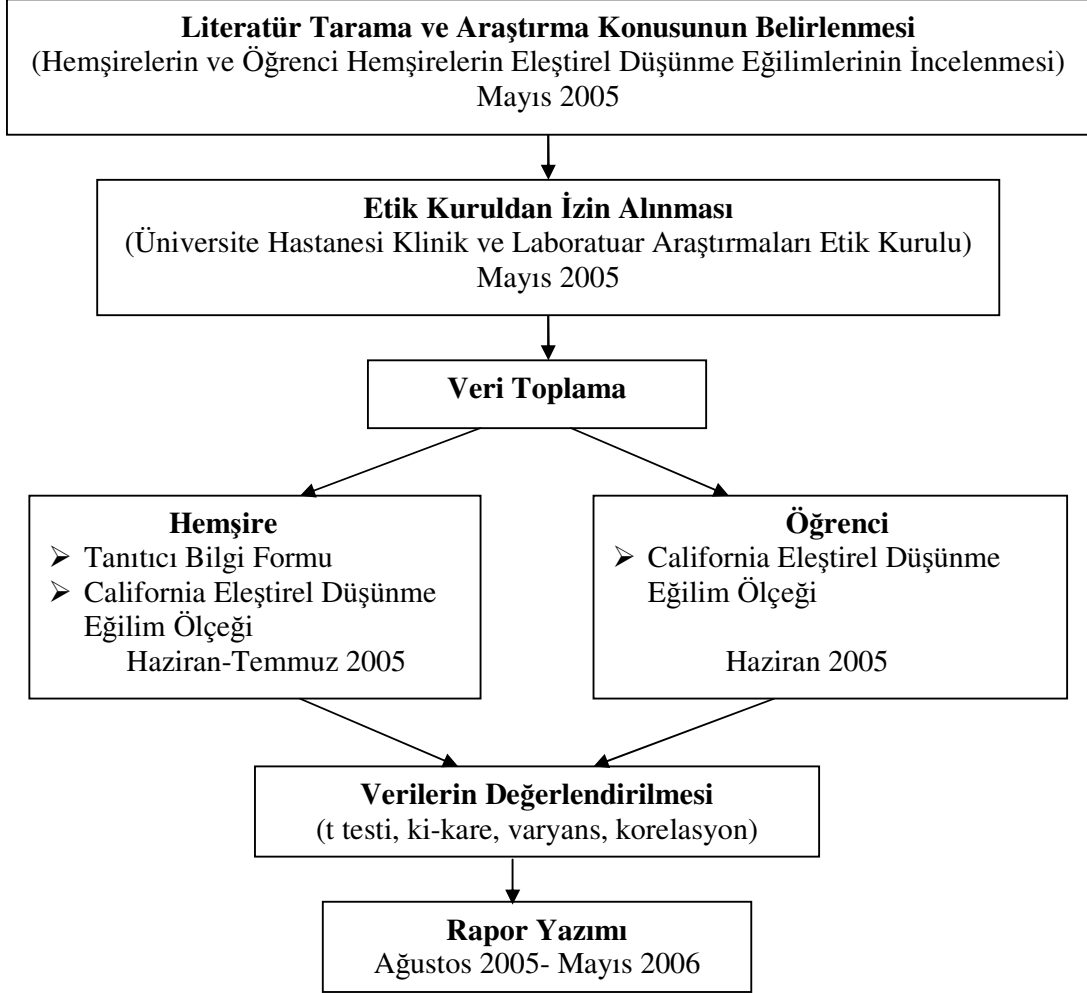 Literatür Tarama ve Araştırma Konusunun Belirlenmesi
(Hemşirelerin ve Öğrenci Hemşirelerin Eleştirel Düşünme Eğilimlerinin İncelenmesi)
Mayıs 2005
Etik Kuruldan İzin Alınması
(Üniversite Hastanesi Klinik ve Laboratuar Araştırmaları Etik Kurulu)
Mayıs 2005
Veri Toplama
Hemşire
➢ Tanıtıcı Bilgi Formu
➢ California Eleştirel Düşünme
Eğilim Ölçeği
Haziran-Temmuz 2005
Öğrenci
➢ California Eleştirel Düşünme
Eğilim Ölçeği
Haziran 2005
Verilerin Değerlendirilmesi
(t testi, ki-kare, varyans, korelasyon)
Rapor Yazımı
Ağustos 2005- Mayıs 2006